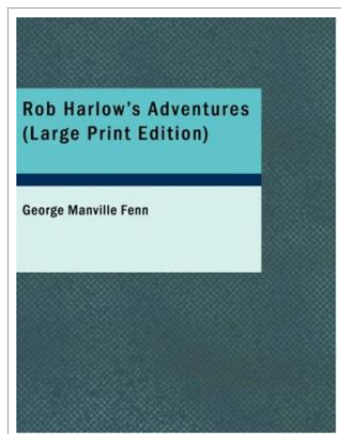 Rob Harlow's Adventures
(Large Print Edition)
George Manville Fenn